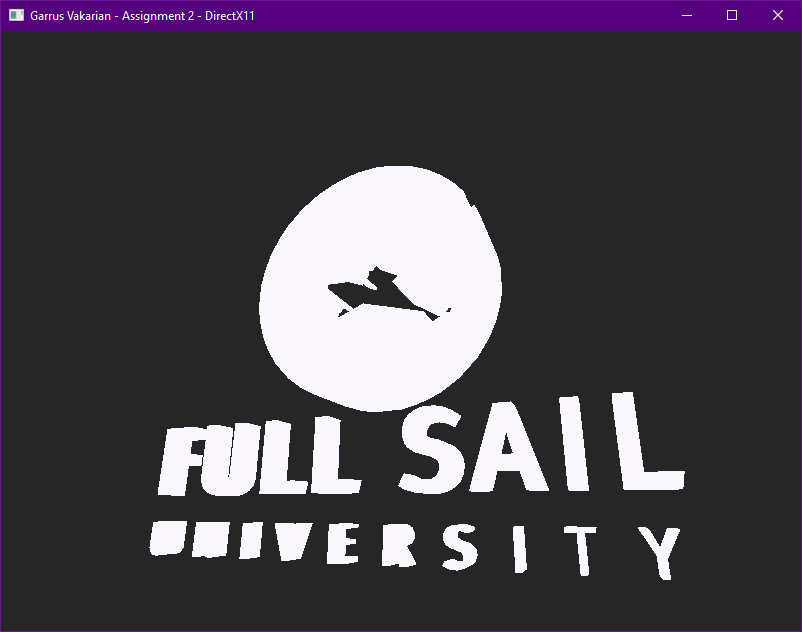 Garrus Vakarian - Assignment 2 - DirectX11
FULL SAIL
UNIVERSITY